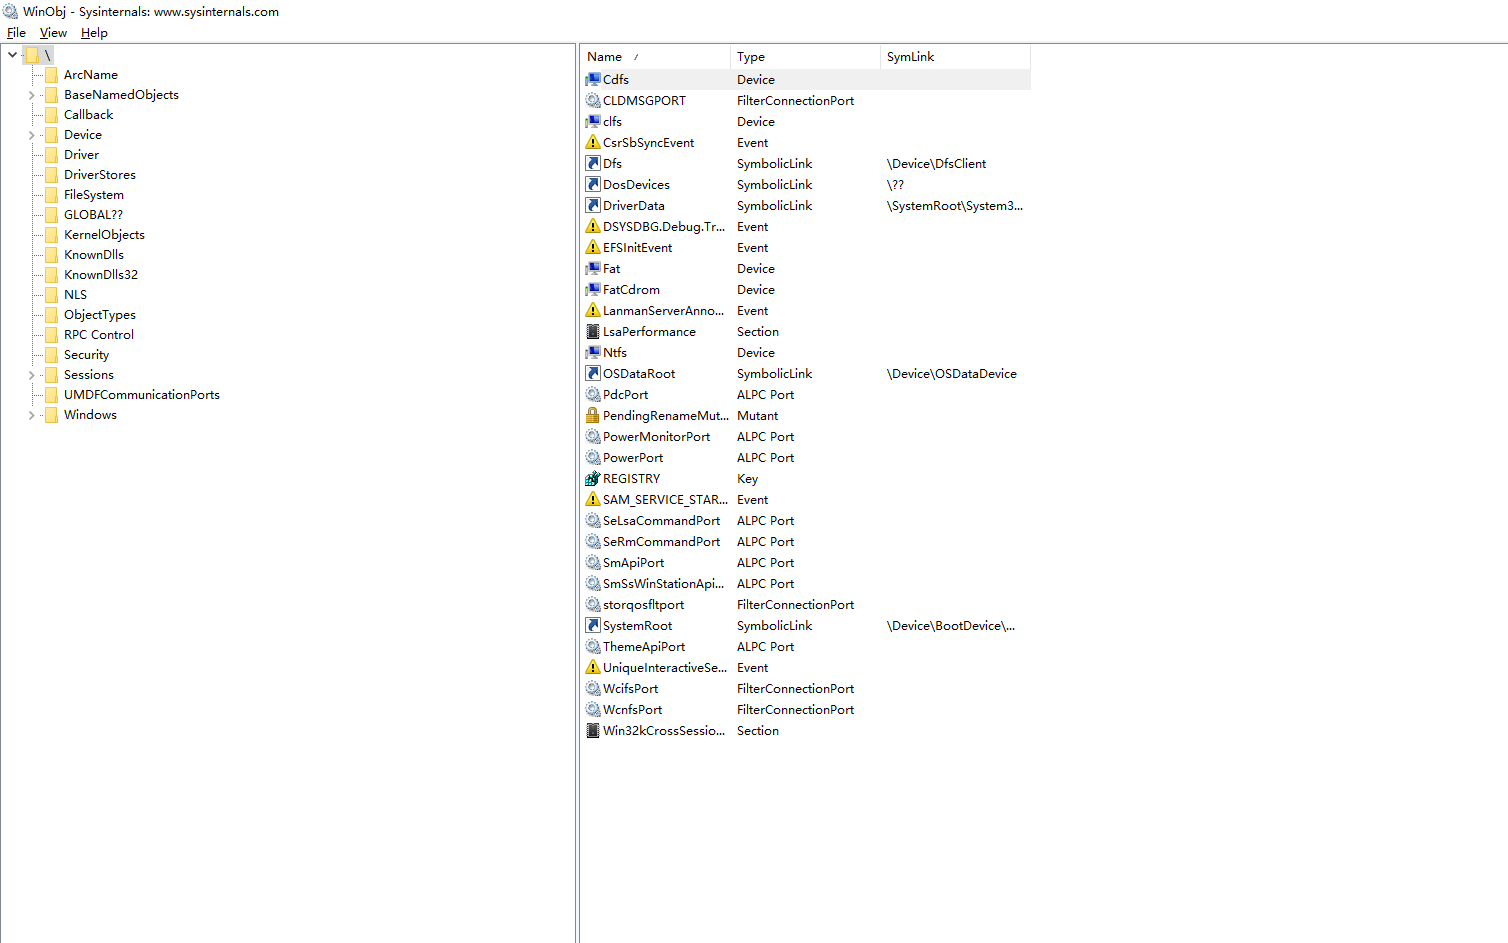 WinObj - Sysinternals: www.sysinternals.com
File View Help
\
ArcName
BaseNamedObjects
Callback
Device
Driver
DriverStores
FileSystem
GLOBAL??
KernelObjects
KnownDlls
KnownDlls32
NLS
ObjectTypes
RPC Control
Security
Sessions
UMDFCommunicationPorts
Windows
Name Type SymLink
Cdfs Device
CLDMSGPORT FilterConnectionPort
clfs Device
CsrSbSyncEvent Event
Dfs SymbolicLink \Device\DfsClient
DosDevices SymbolicLink \??
DriverData SymbolicLink \SystemRoot\System3...
DSYSDBG.Debug.Tr... Event
EFSInitEvent Event
Fat Device
FatCdrom Device
LanmanServerAnno... Event
LsaPerformance Section
Ntfs Device
OSDataRoot SymbolicLink \Device\OSDataDevice
PdcPort ALPC Port
PendingRenameMut... Mutant
PowerMonitorPort ALPC Port
PowerPort ALPC Port
REGISTRY Key
SAM_SERVICE_STAR... Event
SeLsaCommandPort ALPC Port
SeRmCommandPort ALPC Port
SmApiPort ALPC Port
SmSsWinStationApi... ALPC Port
storqosfltport FilterConnectionPort
SystemRoot SymbolicLink \Device\BootDevice\...
ThemeApiPort ALPC Port
UniqueInteractiveSe... Event
WcifsPort FilterConnectionPort
WcnfsPort FilterConnectionPort
Win32kCrossSessio... Section